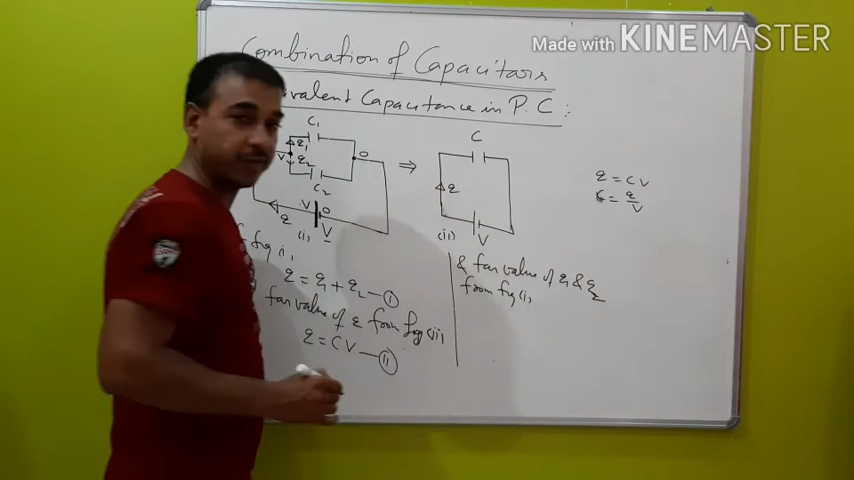 Made with KINEMASTER
Combination of Capacitors
ivalent Capacitance in P.C:
C1
q1
V
q2
C2
O
V O
q
(i) V
⇒
C
q
(ii) V
q = CV
C = q/V
fig (i),
q = q1 + q2 — (I)
for value of q from fig (ii),
q = CV — (II)
& for value of q1 & q2
from fig (i),